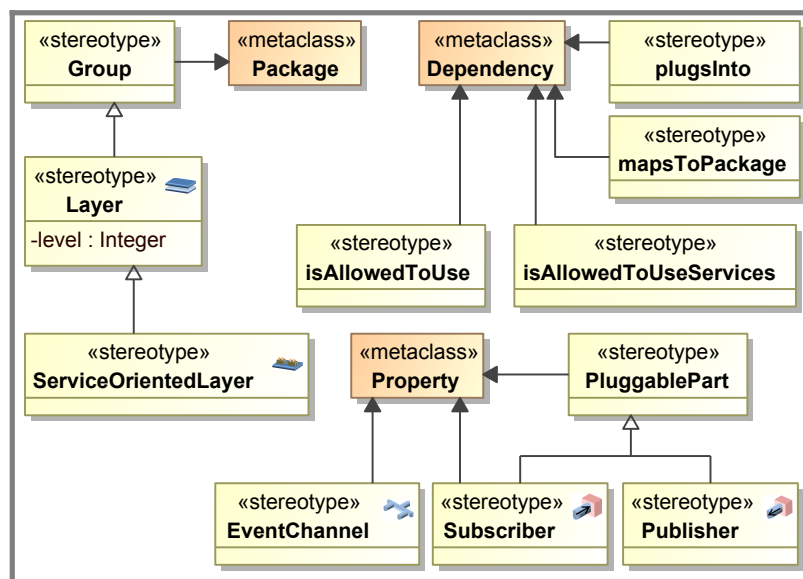 «stereotype»
Group
«metaclass»
Package
«metaclass»
Dependency
«stereotype»
plugsInto
«stereotype»
mapsToPackage
«stereotype»
Layer
-level : Integer
«stereotype»
isAllowedToUse
«stereotype»
isAllowedToUseServices
«stereotype»
ServiceOrientedLayer
«metaclass»
Property
«stereotype»
PluggablePart
«stereotype»
EventChannel
«stereotype»
Subscriber
«stereotype»
Publisher